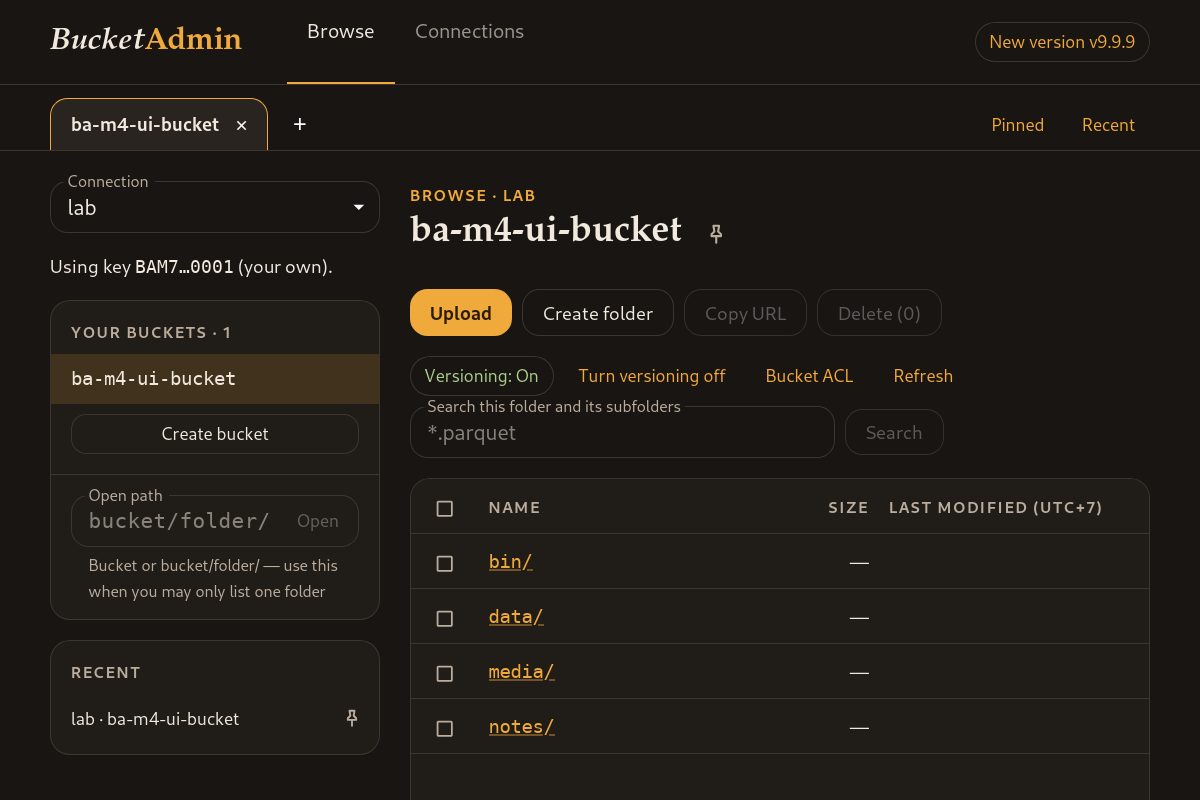 BucketAdmin
Browse
Connections
New version v9.9.9
ba-m4-ui-bucket ×
+
Pinned
Recent
Connection
lab
Using key BAM7…0001 (your own).
YOUR BUCKETS · 1
ba-m4-ui-bucket
Create bucket
Open path
bucket/folder/
Open
Bucket or bucket/folder/ — use this
when you may only list one folder
RECENT
lab · ba-m4-ui-bucket
BROWSE · LAB
ba-m4-ui-bucket
Upload
Create folder
Copy URL
Delete (0)
Versioning: On
Turn versioning off
Bucket ACL
Refresh
Search this folder and its subfolders
*.parquet
Search
NAME SIZE LAST MODIFIED (UTC+7)
bin/ —
data/ —
media/ —
notes/ —